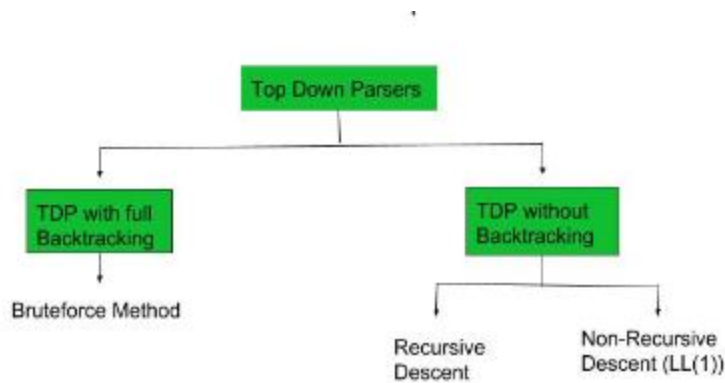 Top Down Parsers
TDP with full
Backtracking
TDP without
Backtracking
Bruteforce Method
Recursive
Descent
Non-Recursive
Descent (LL(1))